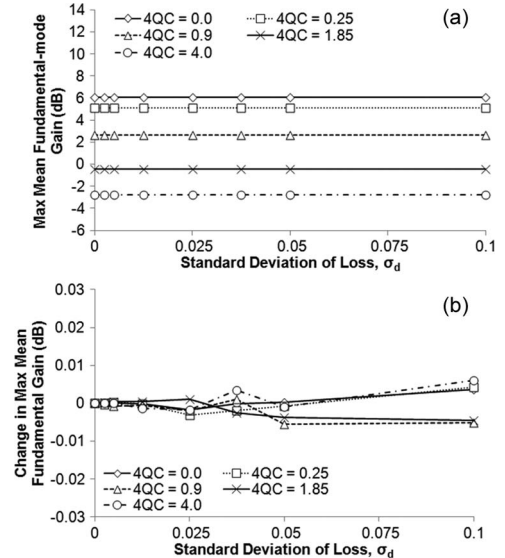 (a)
14
12
10
8
6
4
2
0
-2
-4
-6
Max Mean Fundamental-mode
Gain (dB)
4QC = 0.0
4QC = 0.25
4QC = 0.9
4QC = 1.85
4QC = 4.0
0
0.025
0.05
0.075
0.1
Standard Deviation of Loss, σd
(b)
0.03
0.02
0.01
0
-0.01
-0.02
-0.03
Change in Max Mean
Fundamental Gain (dB)
4QC = 0.0
4QC = 0.25
4QC = 0.9
4QC = 1.85
4QC = 4.0
0
0.025
0.05
0.075
0.1
Standard Deviation of Loss, σd